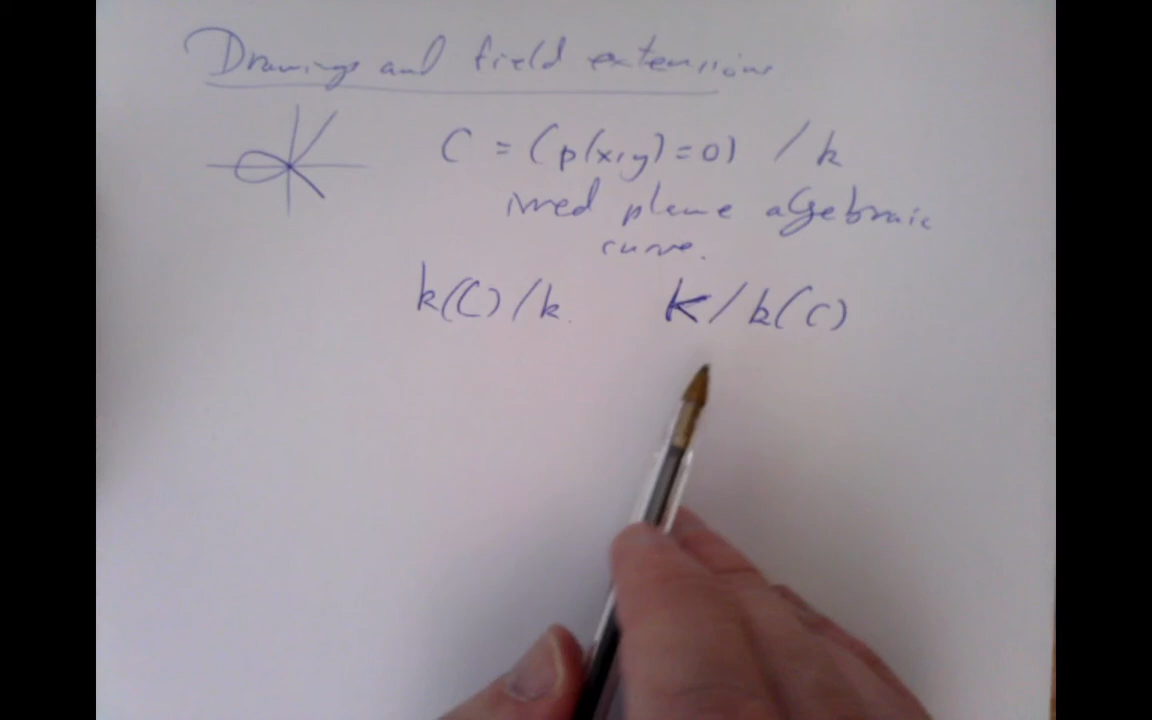 Drawings and field extensions
C = (p(x,y)=0) / k
irred plane algebraic
curve.
k(C)/k. K/k(C)